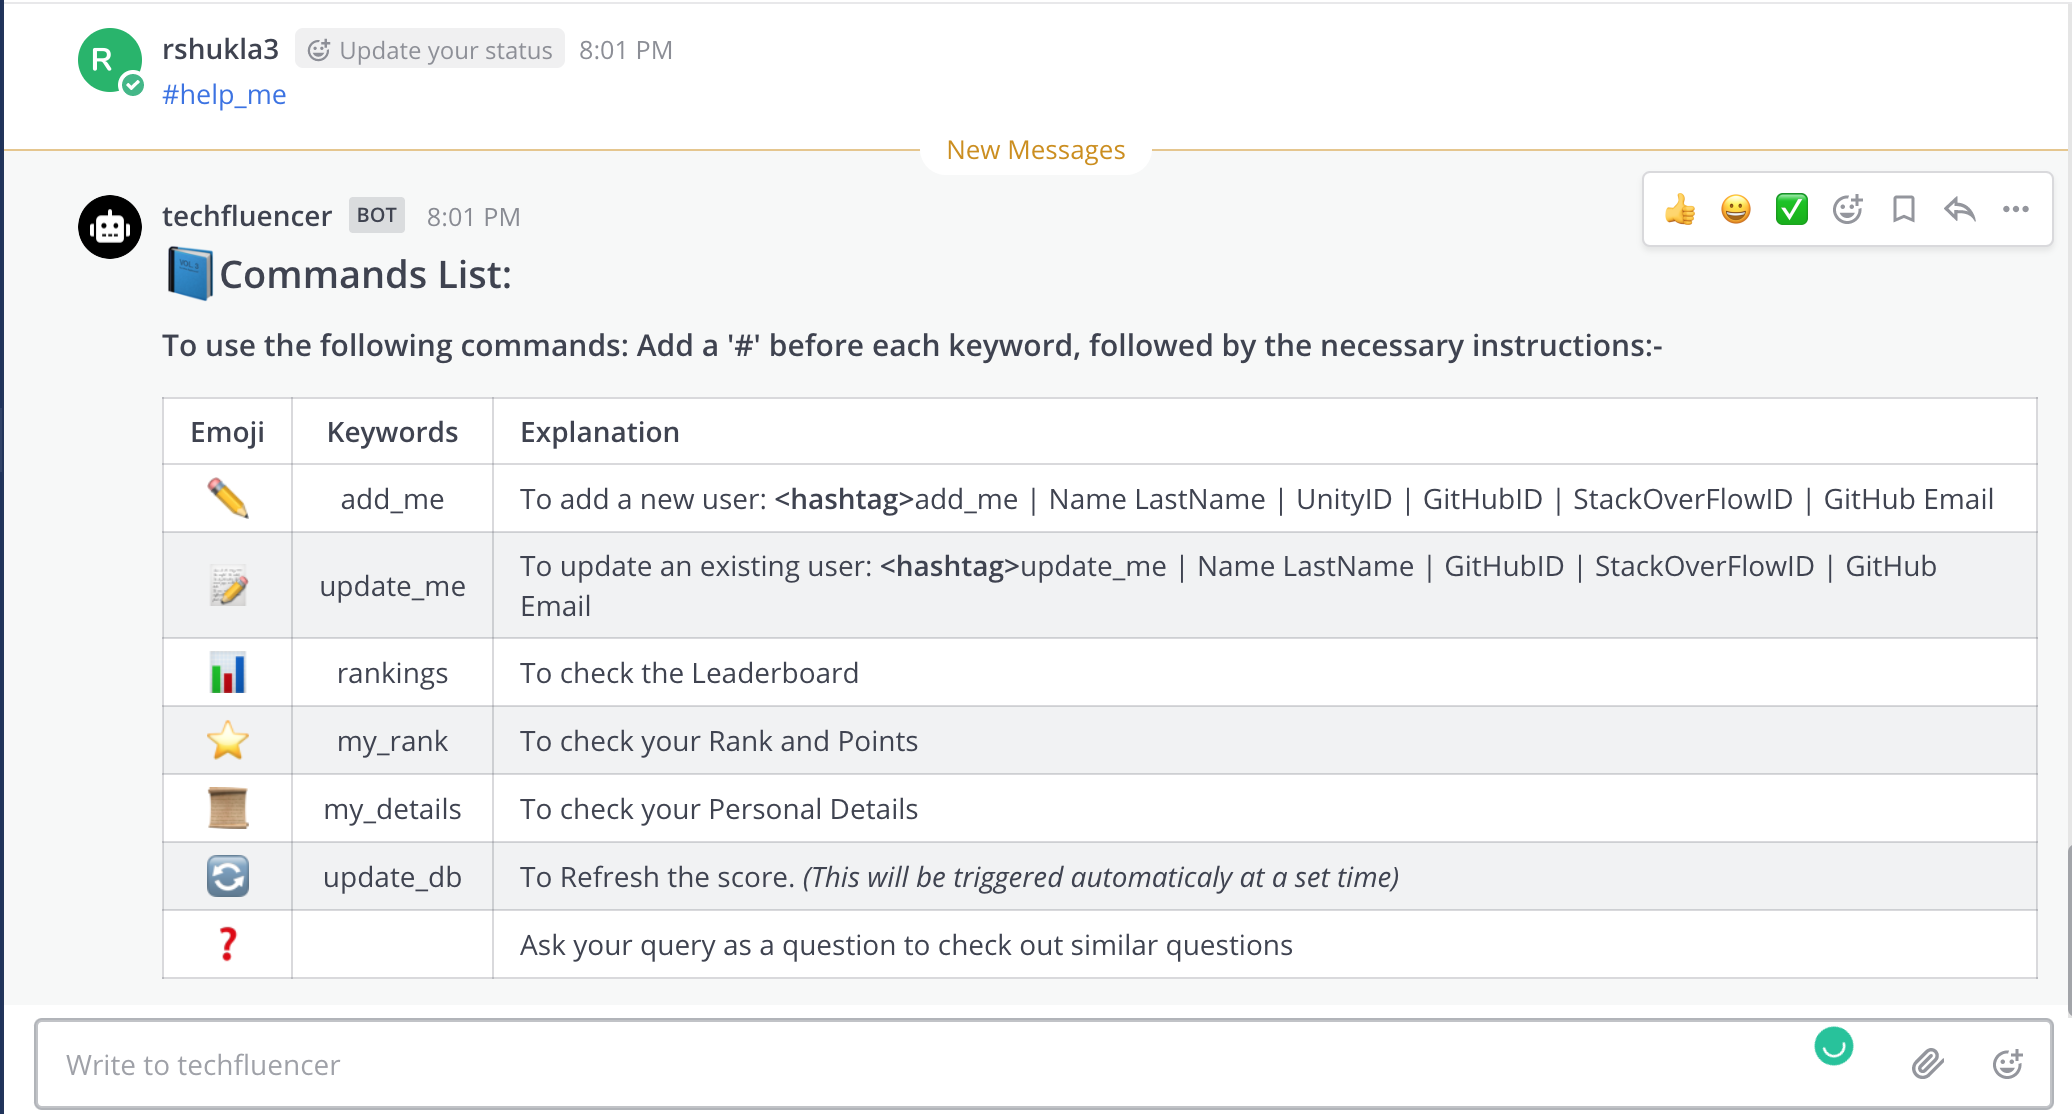 R
rshukla3 Update your status 8:01 PM
#help_me
New Messages
techfluencer BOT 8:01 PM
Commands List:
To use the following commands: Add a '#' before each keyword, followed by the necessary instructions:-
Emoji Keywords Explanation
add_me To add a new user: <hashtag>add_me | Name LastName | UnityID | GitHubID | StackOverFlowID | GitHub Email
update_me To update an existing user: <hashtag>update_me | Name LastName | GitHubID | StackOverFlowID | GitHub
Email
rankings To check the Leaderboard
my_rank To check your Rank and Points
my_details To check your Personal Details
update_db To Refresh the score. (This will be triggered automaticaly at a set time)
Ask your query as a question to check out similar questions
Write to techfluencer